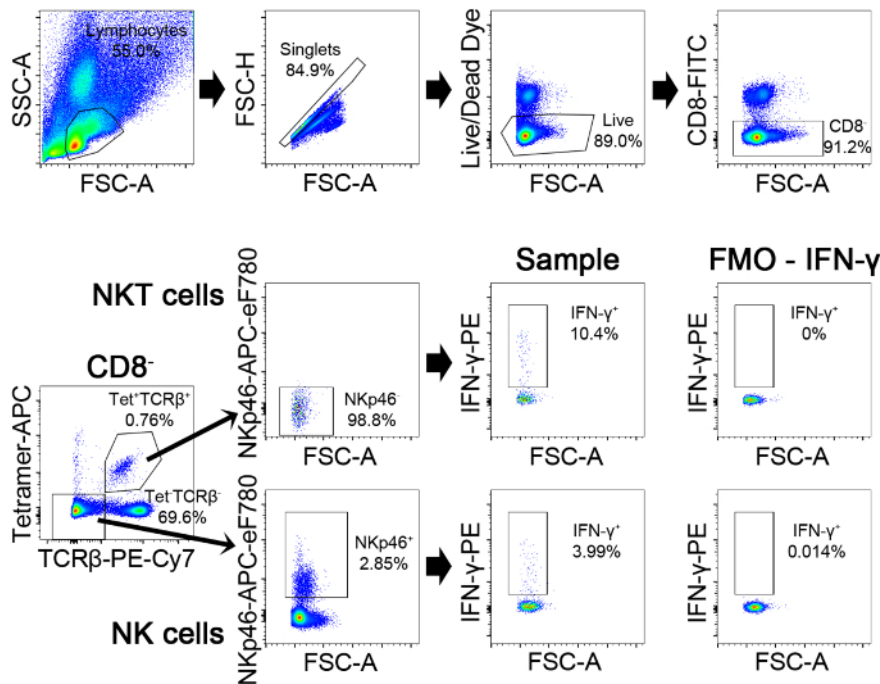 SSC-A
Lymphocytes
55.0%
FSC-A
FSC-H
Singlets
84.9%
FSC-A
Live/Dead Dye
Live
89.0%
FSC-A
CD8-FITC
CD8⁻
91.2%
FSC-A
NKT cells
CD8⁻
Tetramer-APC
Tet⁺TCRβ⁺
0.76%
Tet⁻TCRβ⁻
69.6%
TCRβ-PE-Cy7
NKp46-APC-eF780
NKp46⁻
98.8%
FSC-A
Sample
IFN-γ-PE
IFN-γ⁺
10.4%
FSC-A
FMO - IFN-γ
IFN-γ-PE
IFN-γ⁺
0%
FSC-A
NK cells
NKp46-APC-eF780
NKp46⁺
2.85%
FSC-A
IFN-γ-PE
IFN-γ⁺
3.99%
FSC-A
IFN-γ-PE
IFN-γ⁺
0.014%
FSC-A